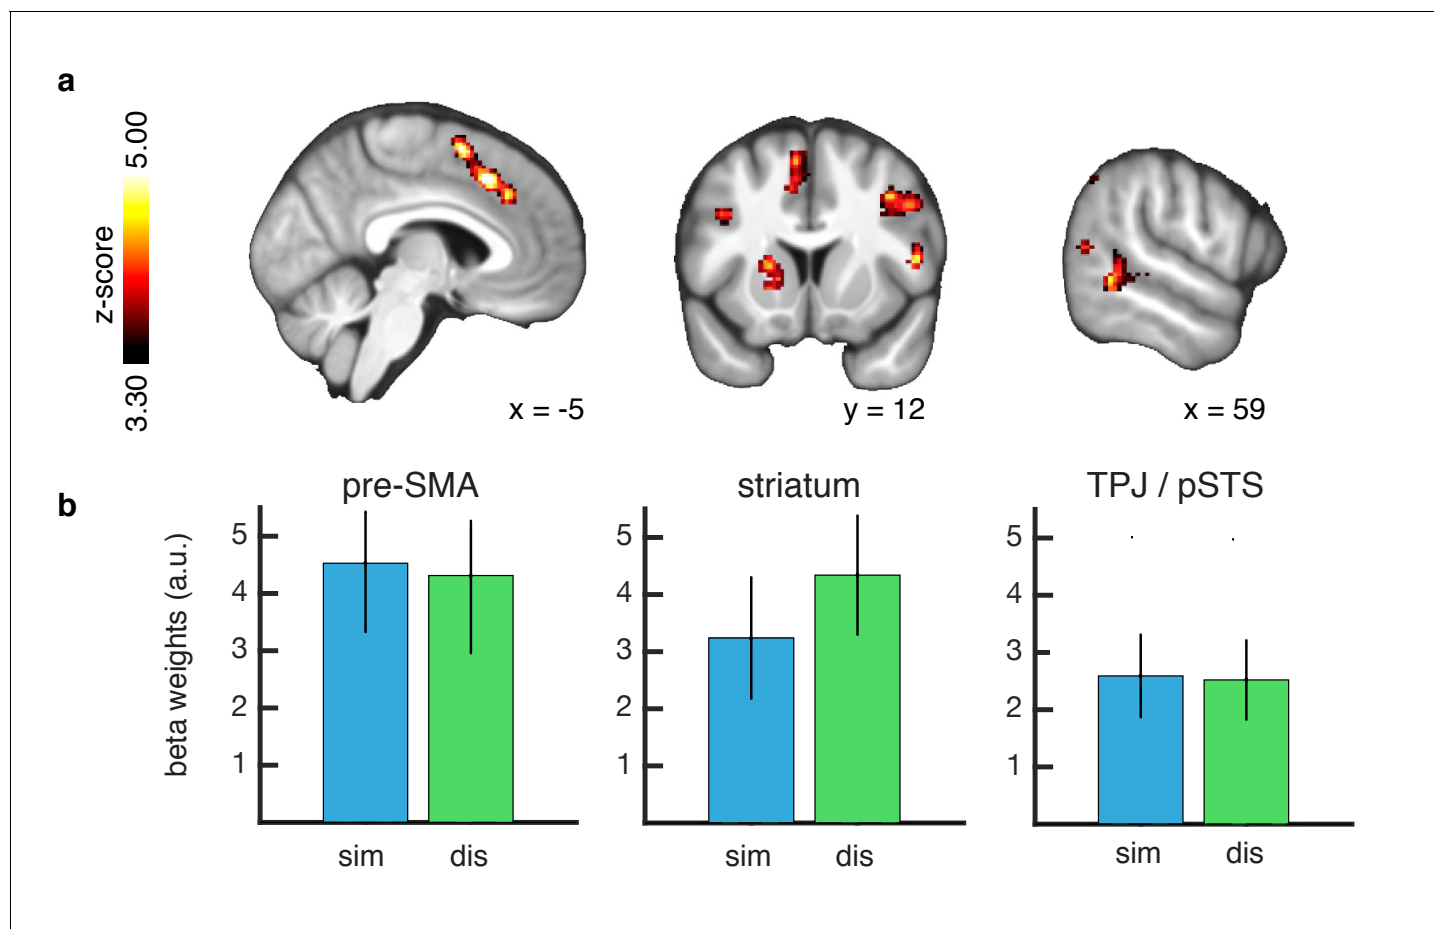 a
5.00
z-score
3.30
x = -5
y = 12
x = 59
b
pre-SMA
striatum
TPJ / pSTS
beta weights (a.u.)
5
4
3
2
1
sim
dis
5
4
3
2
1
sim
dis
5
4
3
2
1
sim
dis